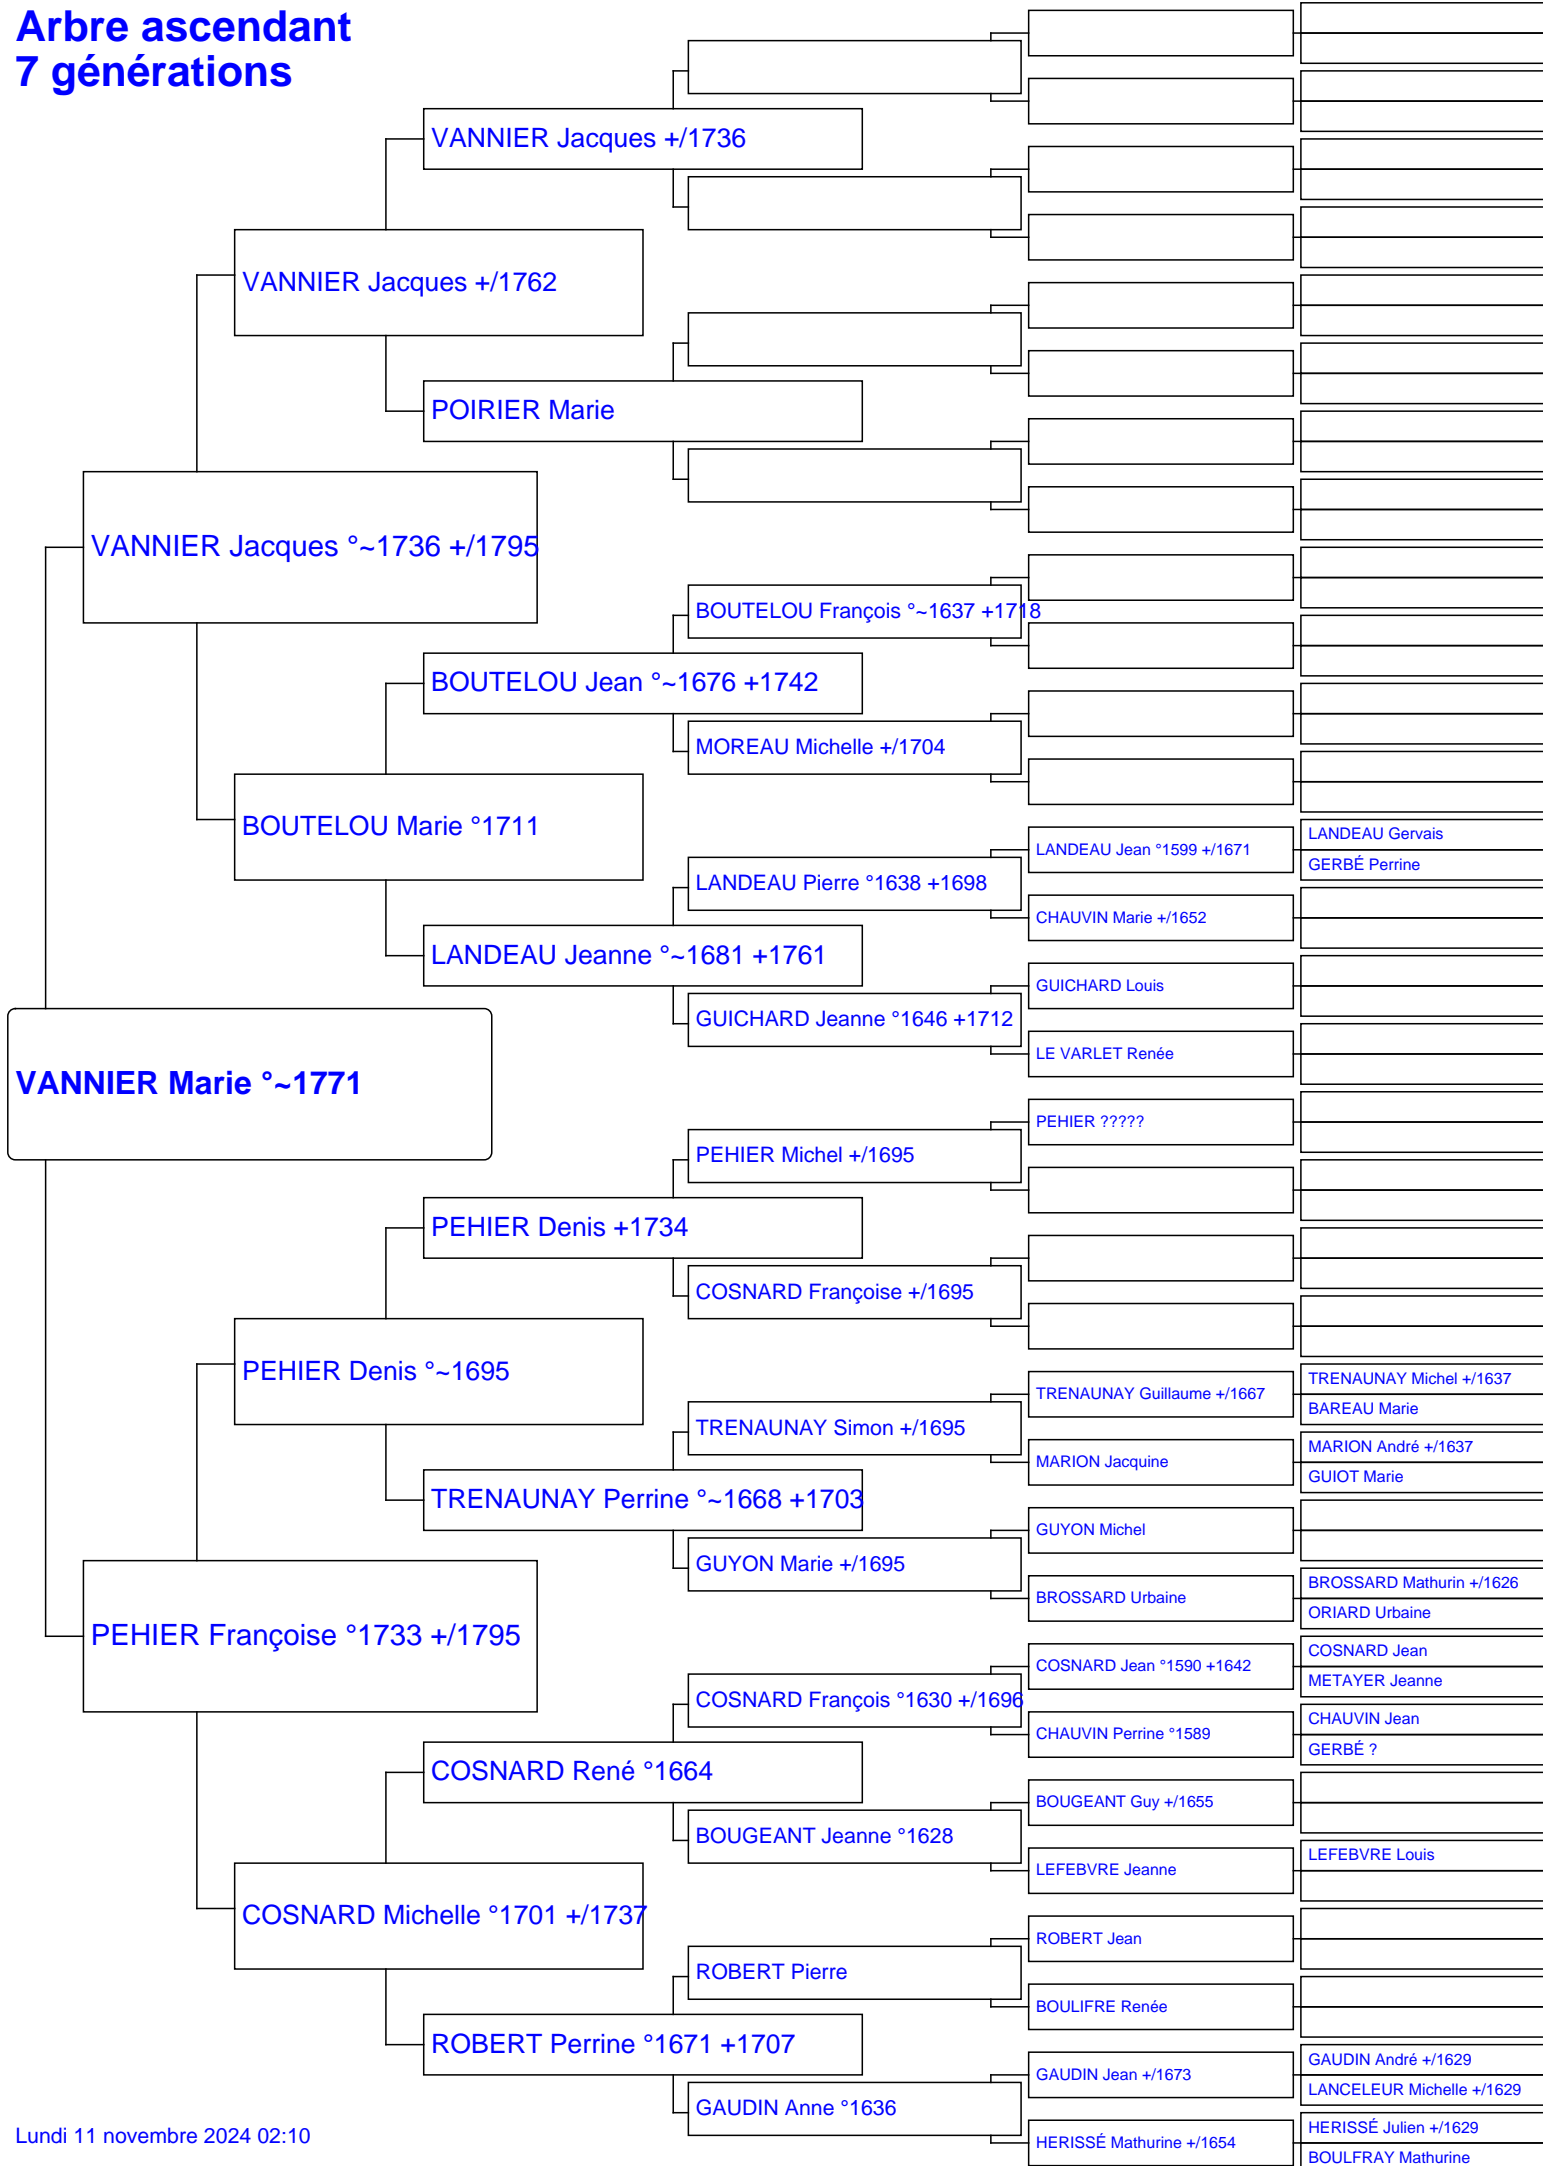 Arbre ascendant
7 générations
VANNIER Jacques +/1736
VANNIER Jacques +/1762
POIRIER Marie
VANNIER Jacques °~1736 +/1795
BOUTELOU François °~1637 +1718
BOUTELOU Jean °~1676 +1742
MOREAU Michelle +/1704
BOUTELOU Marie °1711
LANDEAU Gervais
LANDEAU Jean °1599 +/1671
GERBÉ Perrine
LANDEAU Pierre °1638 +1698
CHAUVIN Marie +/1652
LANDEAU Jeanne °~1681 +1761
GUICHARD Louis
GUICHARD Jeanne °1646 +1712
LE VARLET Renée
VANNIER Marie °~1771
PEHIER ?????
PEHIER Michel +/1695
PEHIER Denis +1734
COSNARD Françoise +/1695
PEHIER Denis °~1695
TRENAUNAY Michel +/1637
TRENAUNAY Guillaume +/1667
BAREAU Marie
TRENAUNAY Simon +/1695
MARION André +/1637
MARION Jacquine
GUIOT Marie
TRENAUNAY Perrine °~1668 +1703
GUYON Michel
GUYON Marie +/1695
BROSSARD Mathurin +/1626
BROSSARD Urbaine
ORIARD Urbaine
PEHIER Françoise °1733 +/1795
COSNARD Jean
COSNARD Jean °1590 +1642
METAYER Jeanne
COSNARD François °1630 +/1696
CHAUVIN Jean
CHAUVIN Perrine °1589
GERBÉ ?
COSNARD René °1664
BOUGEANT Guy +/1655
BOUGEANT Jeanne °1628
LEFEBVRE Louis
LEFEBVRE Jeanne
COSNARD Michelle °1701 +/1737
ROBERT Jean
ROBERT Pierre
BOULIFRE Renée
ROBERT Perrine °1671 +1707
GAUDIN André +/1629
GAUDIN Jean +/1673
LANCELEUR Michelle +/1629
GAUDIN Anne °1636
HERISSÉ Julien +/1629
HERISSÉ Mathurine +/1654
BOULFRAY Mathurine
Lundi 11 novembre 2024 02:10